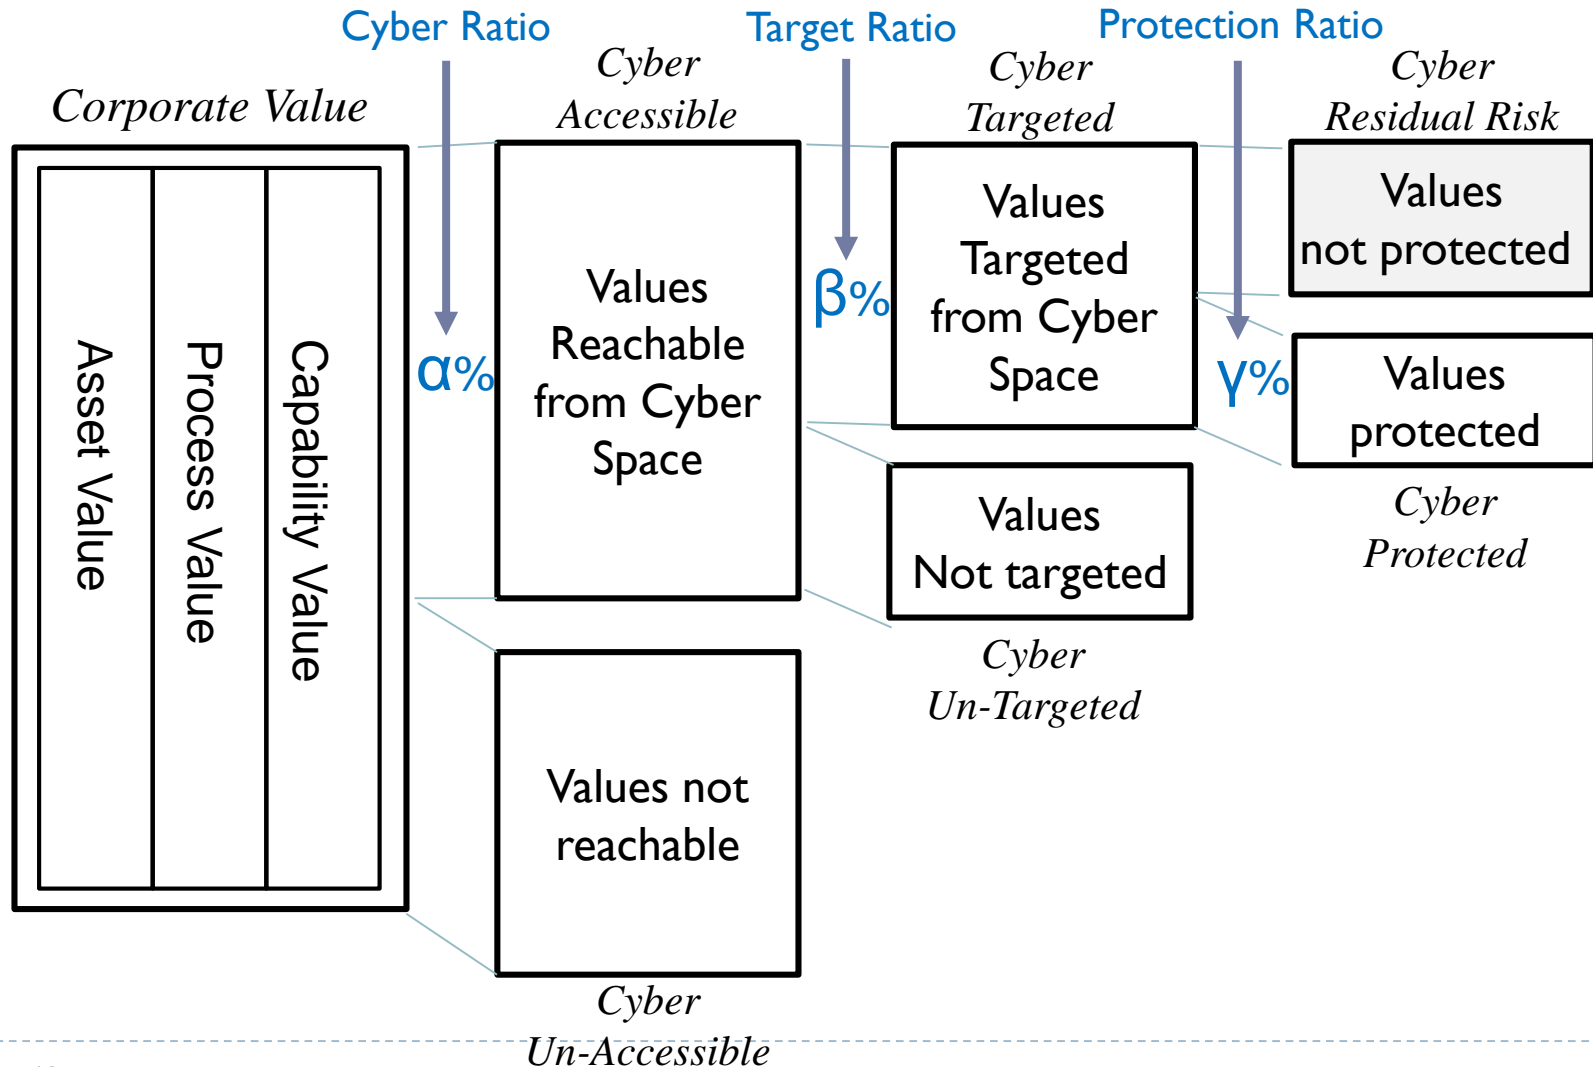 Cyber Ratio
Target Ratio
Protection Ratio
Corporate Value
Cyber
Accessible
Cyber
Targeted
Cyber
Residual Risk
Asset Value
Process Value
Capability Value
α%
Values
Reachable
from Cyber
Space
β%
Values
Targeted
from Cyber
Space
γ%
Values
not protected
Values
protected
Cyber
Protected
Values
Not targeted
Cyber
Un-Targeted
Values not
reachable
Cyber
Un-Accessible